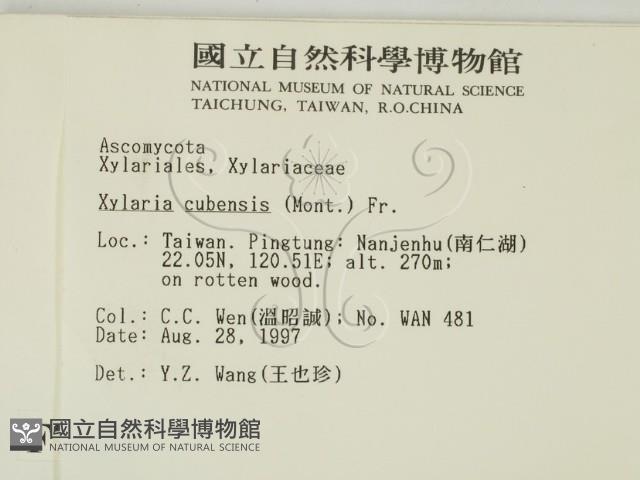 國立自然科學博物館
NATIONAL MUSEUM OF NATURAL SCIENCE
TAICHUNG, TAIWAN, R.O.CHINA
Ascomycota
Xylariales, Xylariaceae
Xylaria cubensis (Mont.) Fr.
Loc.: Taiwan. Pingtung: Nanjenhu(南仁湖)
22.05N, 120.51E; alt. 270m;
on rotten wood.
Col.: C.C. Wen(溫昭誠); No. WAN 481
Date: Aug. 28, 1997
Det.: Y.Z. Wang(王也珍)
國立自然科學博物館
NATIONAL MUSEUM OF NATURAL SCIENCE